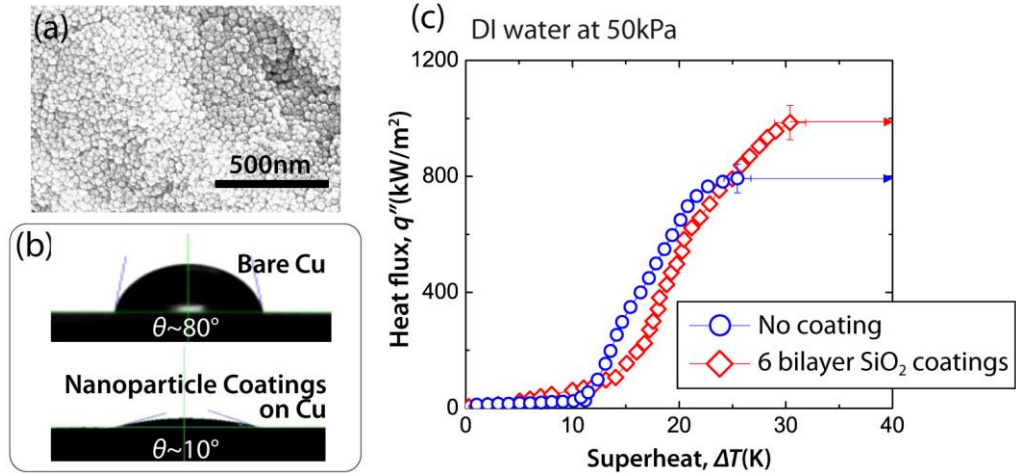 (a)
500nm
(b)
Bare Cu
θ~80°
Nanoparticle Coatings
on Cu
θ~10°
(c)
DI water at 50kPa
Heat flux, q″(kW/m²)
1200
800
400
0
0 10 20 30 40
Superheat, ΔT(K)
No coating
6 bilayer SiO₂ coatings